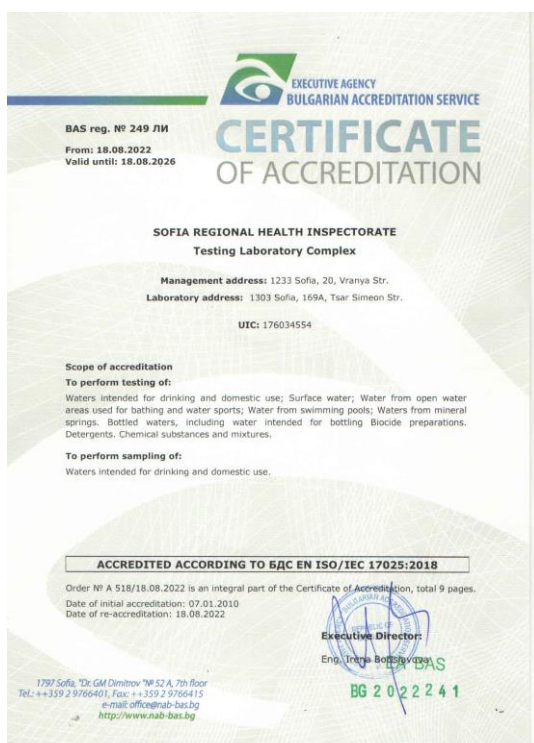 EXECUTIVE AGENCY
BULGARIAN ACCREDITATION SERVICE
BAS reg. Nº 249 ЛИ
From: 18.08.2022
Valid until: 18.08.2026
CERTIFICATE
OF ACCREDITATION
SOFIA REGIONAL HEALTH INSPECTORATE
Testing Laboratory Complex
Management address: 1233 Sofia, 20, Vranya Str.
Laboratory address: 1303 Sofia, 169A, Tsar Simeon Str.
UIC: 176034554
Scope of accreditation
To perform testing of:
Waters intended for drinking and domestic use; Surface water; Water from open water
areas used for bathing and water sports; Water from swimming pools; Waters from mineral
springs. Bottled waters, including water intended for bottling Biocide preparations.
Detergents. Chemical substances and mixtures.
To perform sampling of:
Waters intended for drinking and domestic use.
ACCREDITED ACCORDING TO БДС EN ISO/IEC 17025:2018
Order Nº A 518/18.08.2022 is an integral part of the Certificate of Accreditation, total 9 pages.
Date of initial accreditation: 07.01.2010
Date of re-accreditation: 18.08.2022
Executive Director:
Eng. Irena
EA BAS
BG 2022241
1797 Sofia, "Dr. GM Dimitrov "№ 52 A, 7th floor
Tel.: ++359 2 9766401, Fax: ++359 2 9766415
e-mail: office@nab-bas.bg
http://www.nab-bas.bg